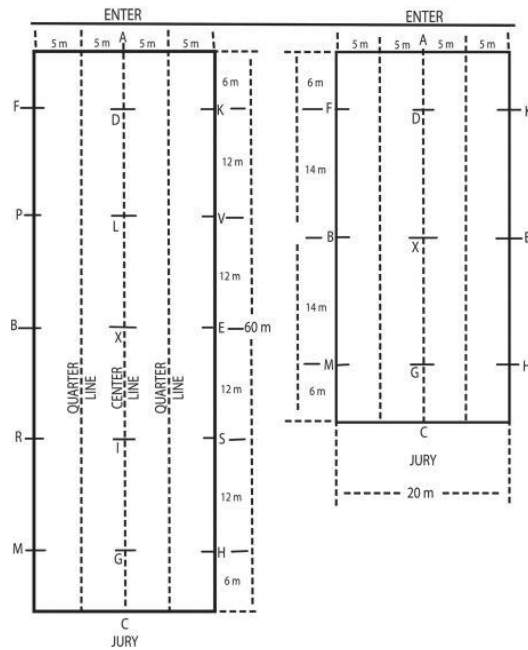 ENTER
5 m 5 m A 5 m 5 m
6 m
F D K
12 m
P L V
12 m
B X E 60 m
QUARTER LINE
CENTER LINE
QUARTER LINE
12 m
R I S
12 m
M G H
6 m
C
JURY
ENTER
5 m 5 m A 5 m 5 m
6 m
F D K
14 m
B X E
14 m
M G H
6 m
C
JURY
20 m